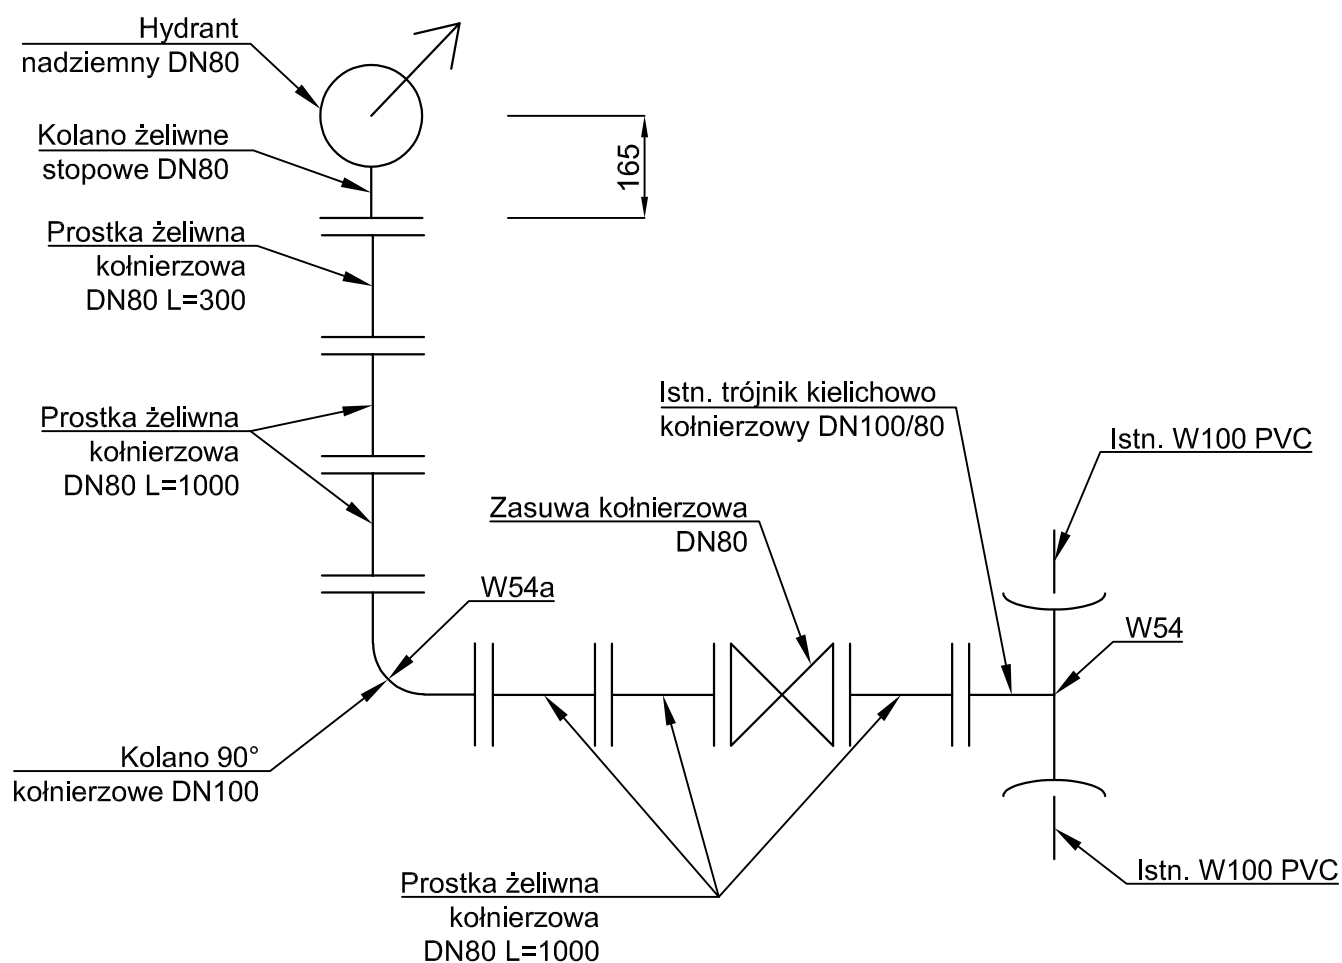 Hydrant
nadziemny DN80
Kolano żeliwne
stopowe DN80
165
Prostka żeliwna
kołnierzowa
DN80 L=300
Prostka żeliwna
kołnierzowa
DN80 L=1000
Istn. trójnik kielichowo
kołnierzowy DN100/80
Istn. W100 PVC
Zasuwa kołnierzowa
DN80
W54a
W54
Kolano 90°
kołnierzowe DN100
Prostka żeliwna
kołnierzowa
DN80 L=1000
Istn. W100 PVC